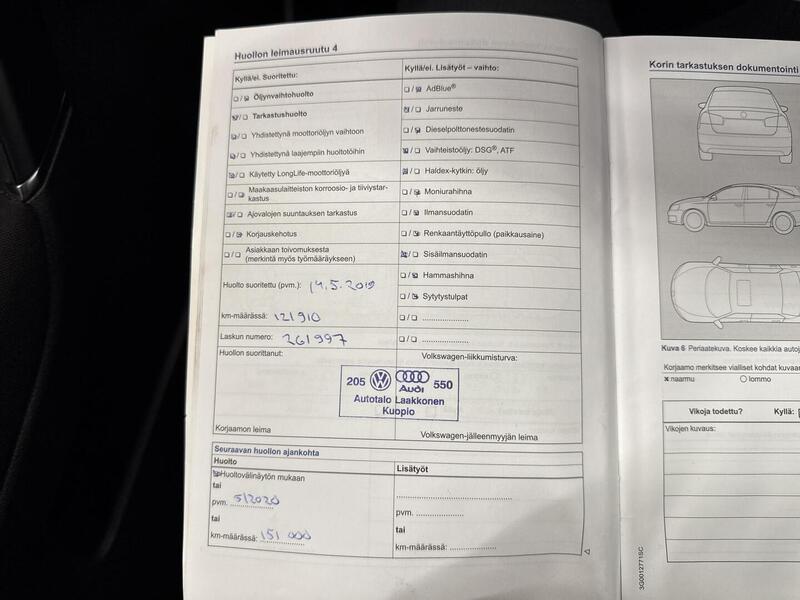 Huollon leimausruutu 4
Kyllä/ei. Suoritettu:
Öljynvaihtohuolto
Tarkastushuolto
Yhdistettynä moottoriöljyn vaihtoon
Yhdistettynä laajempiin huoltotöihin
Käytetty LongLife-moottoriöljyä
Maakaasulaitteiston korroosio- ja tiiviystar-
kastus
Ajovalojen suuntauksen tarkastus
Korjauskehotus
Asiakkaan toivomuksesta
(merkintä myös työmääräykseen)
Huolto suoritettu (pvm.): 14.5.2019
km-määrässä: 121910
Laskun numero: 261997
Huollon suorittanut:
Korjaamon leima
Kyllä/ei. Lisätyöt – vaihto:
AdBlue®
Jarruneste
Dieselpolttonestesuodatin
Vaihteistoöljy: DSG®, ATF
Haldex-kytkin: öljy
Moniurahihna
Ilmansuodatin
Renkaantäyttöpullo (paikkausaine)
Sisäilmansuodatin
Hammashihna
Sytytystulpat
Volkswagen-liikkumisturva:
205 550
Audi
Autotalo Laakkonen
Kuopio
Volkswagen-jälleenmyyjän leima
Seuraavan huollon ajankohta
Huolto
Huoltovälinäytön mukaan
tai
pvm. 5/2020
tai
km-määrässä: 151 000
Lisätyöt
pvm.
tai
km-määrässä:
Korin tarkastuksen dokumentointi
Kuva 6 Periaatekuva. Koskee kaikkia
Korjaamo merkitsee vialliset kohdat
naarmu lommo
Vikoja todettu? Kyllä:
Vikojen kuvaus:
3G0012771SC